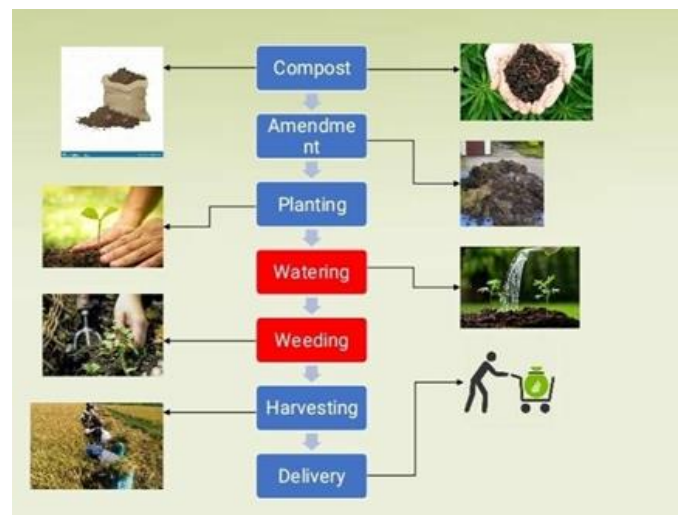 Compost
Amendme
nt
Planting
Watering
Weeding
Harvesting
Delivery